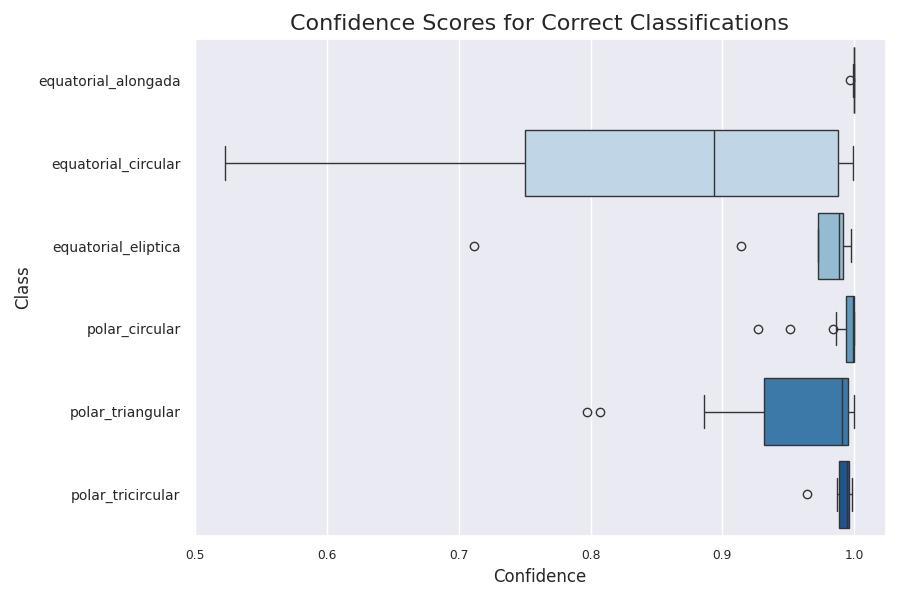 Confidence Scores for Correct Classifications
equatorial_alongada
equatorial_circular
equatorial_eliptica
polar_circular
polar_triangular
polar_tricircular
Class
0.5 0.6 0.7 0.8 0.9 1.0
Confidence